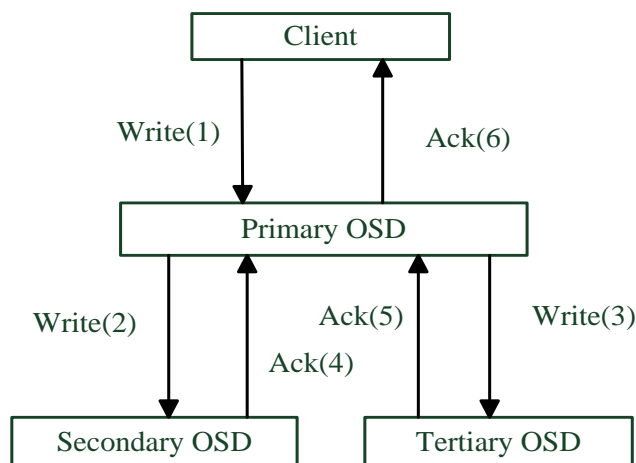 Client
Write(1)
Ack(6)
Primary OSD
Write(2)
Ack(4)
Ack(5)
Write(3)
Secondary OSD
Tertiary OSD